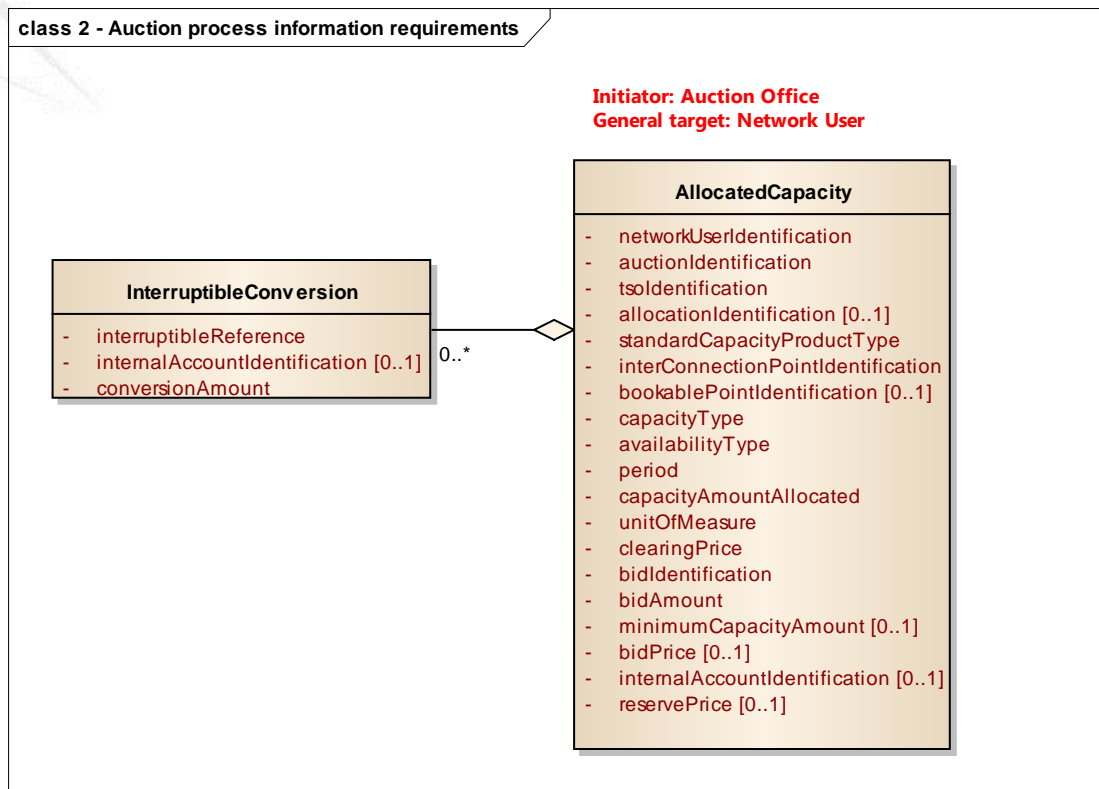 class 2 - Auction process information requirements
Initiator: Auction Office
General target: Network User
AllocatedCapacity
- networkUserIdentification
- auctionIdentification
- tsoIdentification
- allocationIdentification [0..1]
- standardCapacityProductType
- interConnectionPointIdentification
- bookablePointIdentification [0..1]
- capacityType
- availabilityType
- period
- capacityAmountAllocated
- unitOfMeasure
- clearingPrice
- bidIdentification
- bidAmount
- minimumCapacityAmount [0..1]
- bidPrice [0..1]
- internalAccountIdentification [0..1]
- reservePrice [0..1]
InterruptibleConversion
- interruptibleReference
- internalAccountIdentification [0..1]
- conversionAmount
0..*